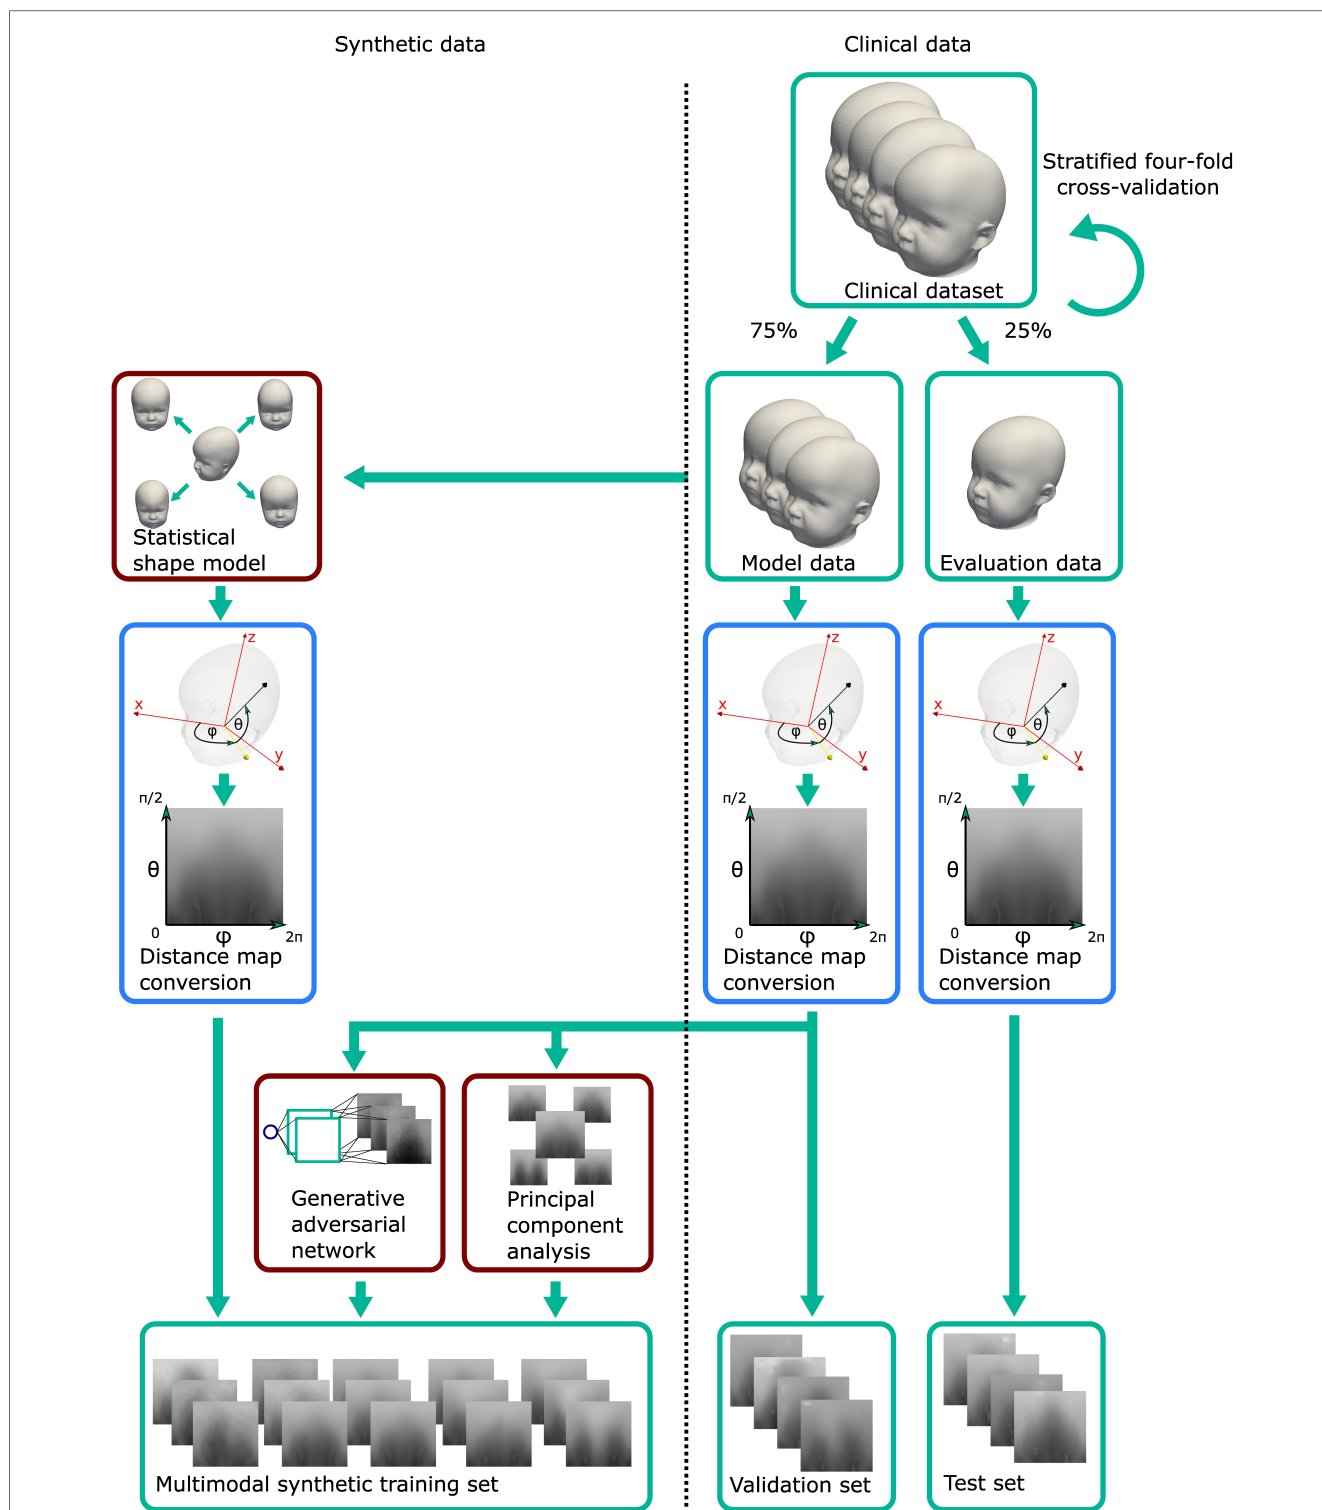 Synthetic data
Clinical data
Stratified four-fold
cross-validation
Clinical dataset
75%
25%
Statistical
shape model
Model data
Evaluation data
z
x
φ
θ
y
π/2
θ
0
φ
2π
Distance map
conversion
z
x
φ
θ
y
π/2
θ
0
φ
2π
Distance map
conversion
z
x
φ
θ
y
π/2
θ
0
φ
2π
Distance map
conversion
Generative
adversarial
network
Principal
component
analysis
Multimodal synthetic training set
Validation set
Test set